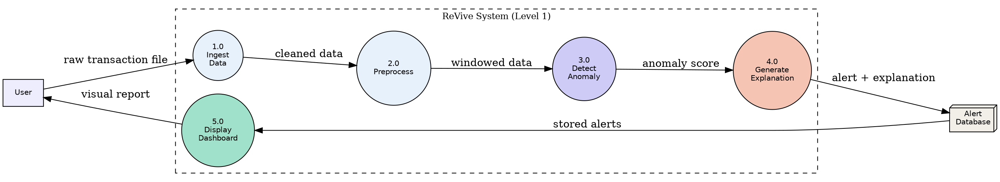 ReVive System (Level 1)
User
raw transaction file
1.0
Ingest
Data
cleaned data
2.0
Preprocess
windowed data
3.0
Detect
Anomaly
anomaly score
4.0
Generate
Explanation
alert + explanation
Alert
Database
stored alerts
5.0
Display
Dashboard
visual report